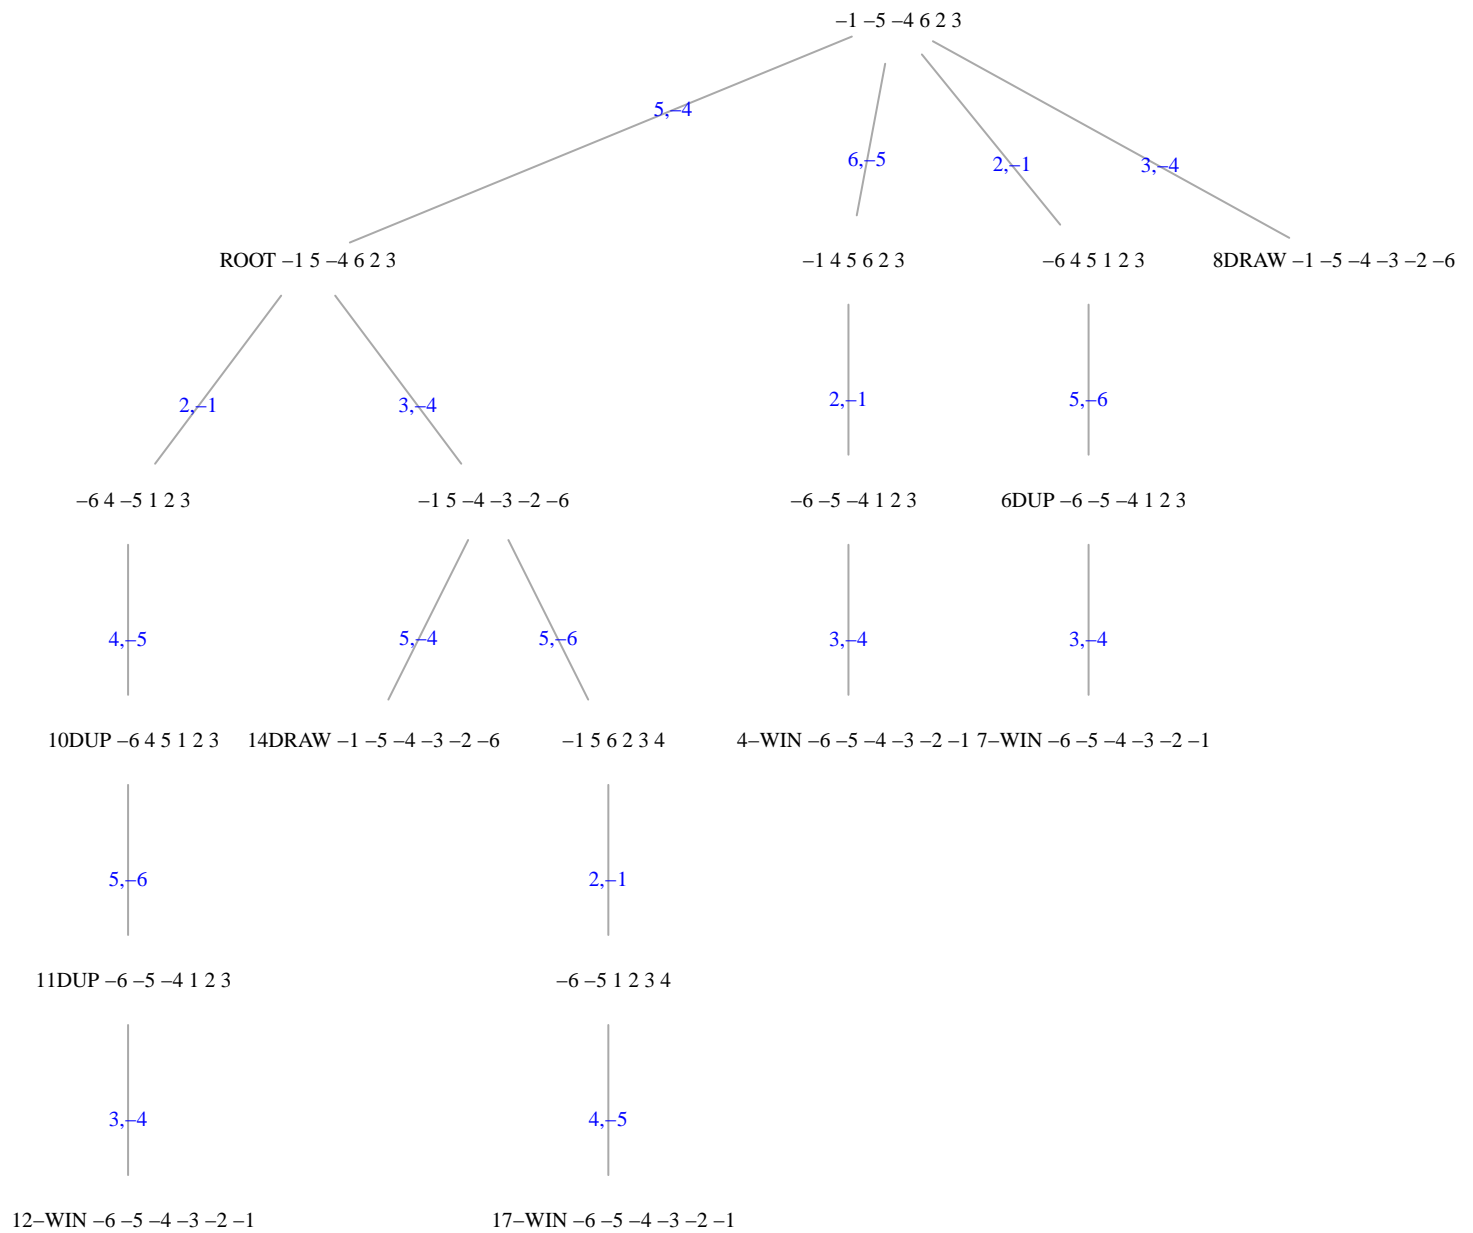 –1 –5 –4 6 2 3
5,–4
6,–5
2,–1
3,–4
ROOT –1 5 –4 6 2 3
–1 4 5 6 2 3
–6 4 5 1 2 3
8DRAW –1 –5 –4 –3 –2 –6
2,–1
3,–4
2,–1
5,–6
–6 4 –5 1 2 3
–1 5 –4 –3 –2 –6
–6 –5 –4 1 2 3
6DUP –6 –5 –4 1 2 3
4,–5
5,–4
5,–6
3,–4
3,–4
10DUP –6 4 5 1 2 3
14DRAW –1 –5 –4 –3 –2 –6
–1 5 6 2 3 4
4–WIN –6 –5 –4 –3 –2 –1
7–WIN –6 –5 –4 –3 –2 –1
5,–6
2,–1
11DUP –6 –5 –4 1 2 3
–6 –5 1 2 3 4
3,–4
4,–5
12–WIN –6 –5 –4 –3 –2 –1
17–WIN –6 –5 –4 –3 –2 –1